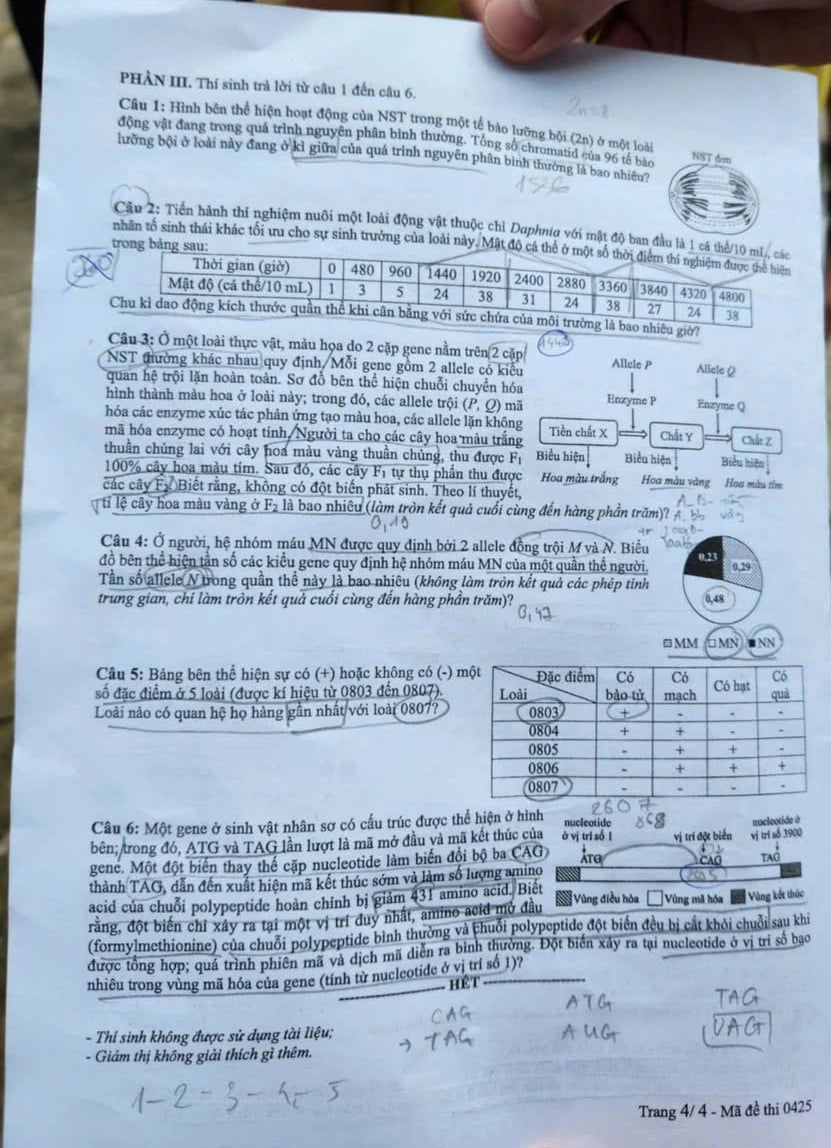 PHẦN III. Thí sinh trả lời từ câu 1 đến câu 6.
2n=8
Câu 1: Hình bên thể hiện hoạt động của NST trong một tế bào lưỡng bội (2n) ở một loài
động vật đang trong quá trình nguyên phân bình thường. Tổng số chromatid của 96 tế bào
lưỡng bội ở loài này đang ở kì giữa của quá trình nguyên phân bình thường là bao nhiêu?
NST đơn
1536
Câu 2: Tiến hành thí nghiệm nuôi một loài động vật thuộc chi Daphnia với mật độ ban đầu là 1 cá thể/10 mL, các
nhân tố sinh thái khác tối ưu cho sự sinh trưởng của loài này. Mật độ cá thể ở một số thời điểm thí nghiệm được thể hiện
trong bảng sau:
Thời gian (giờ) 0 480 960 1440 1920 2400 2880 3360 3840 4320 4800
Mật độ (cá thể/10 mL) 1 3 5 24 38 31 24 38 27 24 38
Chu kì dao động kích thước quần thể khi cân bằng với sức chứa của môi trường là bao nhiêu giờ?
1440
Câu 3: Ở một loài thực vật, màu hoa do 2 cặp gene nằm trên 2 cặp
NST thường khác nhau quy định. Mỗi gene gồm 2 allele có kiểu
quan hệ trội lặn hoàn toàn. Sơ đồ bên thể hiện chuỗi chuyển hóa
hình thành màu hoa ở loài này; trong đó, các allele trội (P, Q) mã
hóa các enzyme xúc tác phản ứng tạo màu hoa, các allele lặn không
mã hóa enzyme có hoạt tính. Người ta cho các cây hoa màu trắng
thuần chủng lai với cây hoa màu vàng thuần chủng, thu được F1
100% cây hoa màu tím. Sau đó, các cây F1 tự thụ phấn thu được
các cây F2. Biết rằng, không có đột biến phát sinh. Theo lí thuyết,
tỉ lệ cây hoa màu vàng ở F2 là bao nhiêu (làm tròn kết quả cuối cùng đến hàng phần trăm)?
Allele P Allele Q
Enzyme P Enzyme Q
Tiền chất X Chất Y Chất Z
Biểu hiện Biểu hiện Biểu hiện
Hoa màu trắng Hoa màu vàng Hoa màu tím
A_B- tím
A_bb vàng
0,19
Câu 4: Ở người, hệ nhóm máu MN được quy định bởi 2 allele đồng trội M và N. Biểu
đồ bên thể hiện tần số các kiểu gene quy định hệ nhóm máu MN của một quần thể người.
Tần số allele N trong quần thể này là bao nhiêu (không làm tròn kết quả các phép tính
trung gian, chỉ làm tròn kết quả cuối cùng đến hàng phần trăm)?
0,23
0,29
0,48
MM MN NN
0,47
Câu 5: Bảng bên thể hiện sự có (+) hoặc không có (-) một
số đặc điểm ở 5 loài (được kí hiệu từ 0803 đến 0807).
Loài nào có quan hệ họ hàng gần nhất với loài 0807?
Đặc điểm Có Có Có hạt Có
Loài bào tử mạch quả
0803 + - - -
0804 + + - -
0805 - + + -
0806 - + + +
0807 - - - -
2607
868
Câu 6: Một gene ở sinh vật nhân sơ có cấu trúc được thể hiện ở hình
bên; trong đó, ATG và TAG lần lượt là mã mở đầu và mã kết thúc của
gene. Một đột biến thay thế cặp nucleotide làm biến đổi bộ ba CAG
thành TAG, dẫn đến xuất hiện mã kết thúc sớm và làm số lượng amino
acid của chuỗi polypeptide hoàn chỉnh bị giảm 431 amino acid. Biết
rằng, đột biến chỉ xảy ra tại một vị trí duy nhất, amino acid mở đầu
(formylmethionine) của chuỗi polypeptide bình thường và chuỗi polypeptide đột biến đều bị cắt khỏi chuỗi sau khi
được tổng hợp; quá trình phiên mã và dịch mã diễn ra bình thường. Đột biến xảy ra tại nucleotide ở vị trí số bao
nhiêu trong vùng mã hóa của gene (tính từ nucleotide ở vị trí số 1)?
nucleotide nucleotide ở
ở vị trí số 1 vị trí đột biến vị trí số 3900
ATG CAG TAG
2605
Vùng điều hòa Vùng mã hóa Vùng kết thúc
HẾT
CAG ATG TAG
→ TAG AUG UAG
- Thí sinh không được sử dụng tài liệu;
- Giám thị không giải thích gì thêm.
1-2-3-4-5
Trang 4/ 4 - Mã đề thi 0425